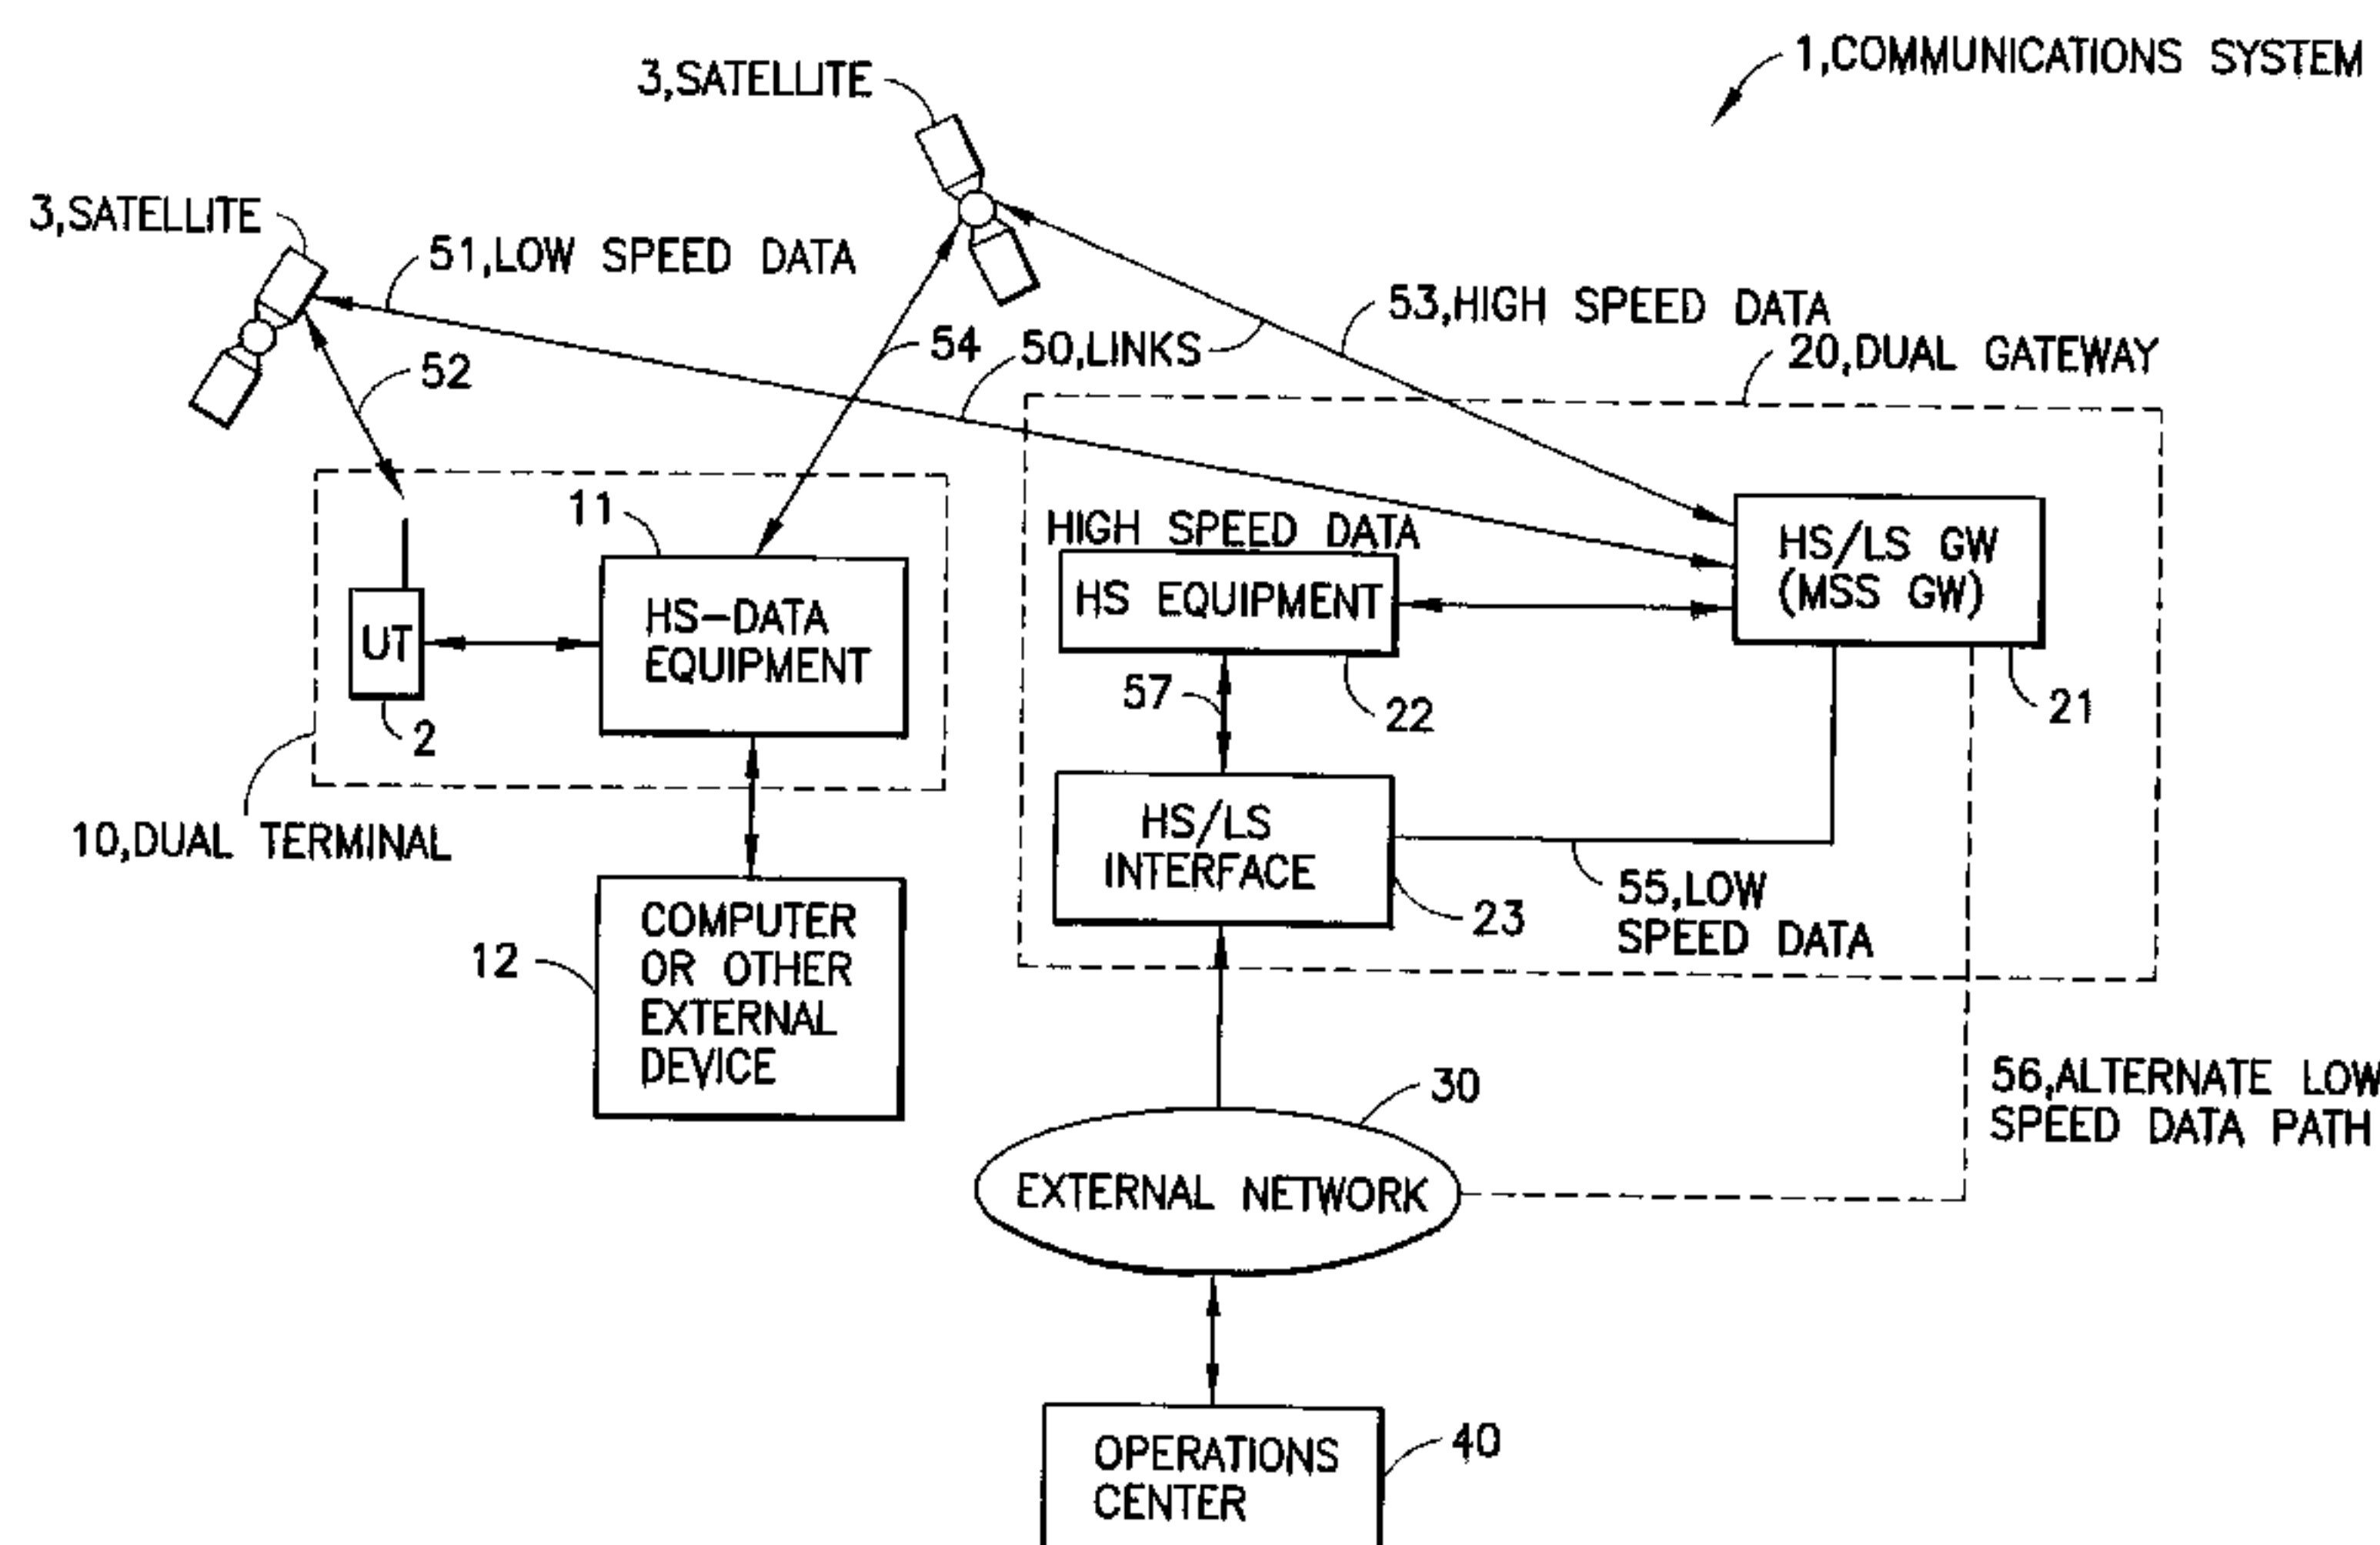 1,COMMUNICATIONS SYSTEM
3,SATELLITE
3,SATELLITE
51,LOW SPEED DATA
53,HIGH SPEED DATA
54
50,LINKS
20,DUAL GATEWAY
52
11
HIGH SPEED DATA
HS/LS GW
(MSS GW)
HS EQUIPMENT
UT
HS-DATA
EQUIPMENT
57
22
21
2
10,DUAL TERMINAL
HS/LS
INTERFACE
55,LOW
SPEED DATA
23
12
COMPUTER
OR OTHER
EXTERNAL
DEVICE
56,ALTERNATE LOW
SPEED DATA PATH
30
EXTERNAL NETWORK
40
OPERATIONS
CENTER